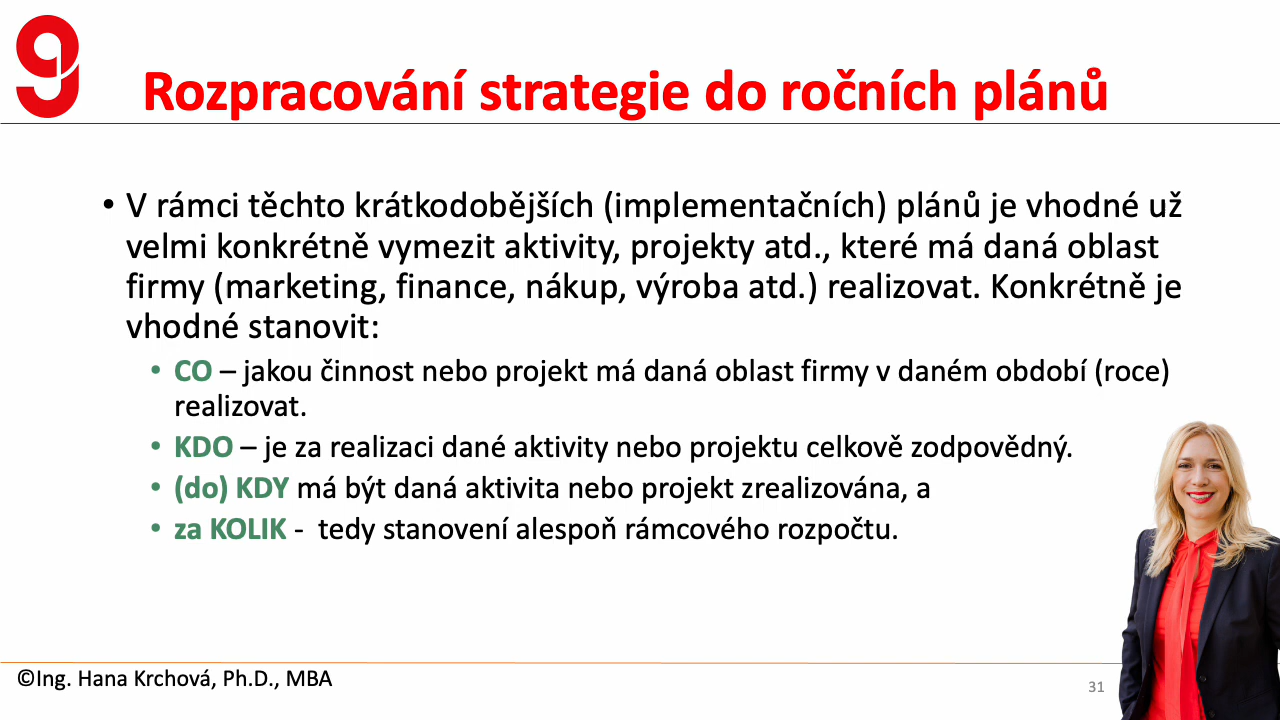 Rozpracování strategie do ročních plánů
• V rámci těchto krátkodobějších (implementačních) plánů je vhodné už
velmi konkrétně vymezit aktivity, projekty atd., které má daná oblast
firmy (marketing, finance, nákup, výroba atd.) realizovat. Konkrétně je
vhodné stanovit:
• CO – jakou činnost nebo projekt má daná oblast firmy v daném období (roce)
realizovat.
• KDO – je za realizaci dané aktivity nebo projektu celkově zodpovědný.
• (do) KDY má být daná aktivita nebo projekt zrealizována, a
• za KOLIK -  tedy stanovení alespoň rámcového rozpočtu.
©Ing. Hana Krchová, Ph.D., MBA
31